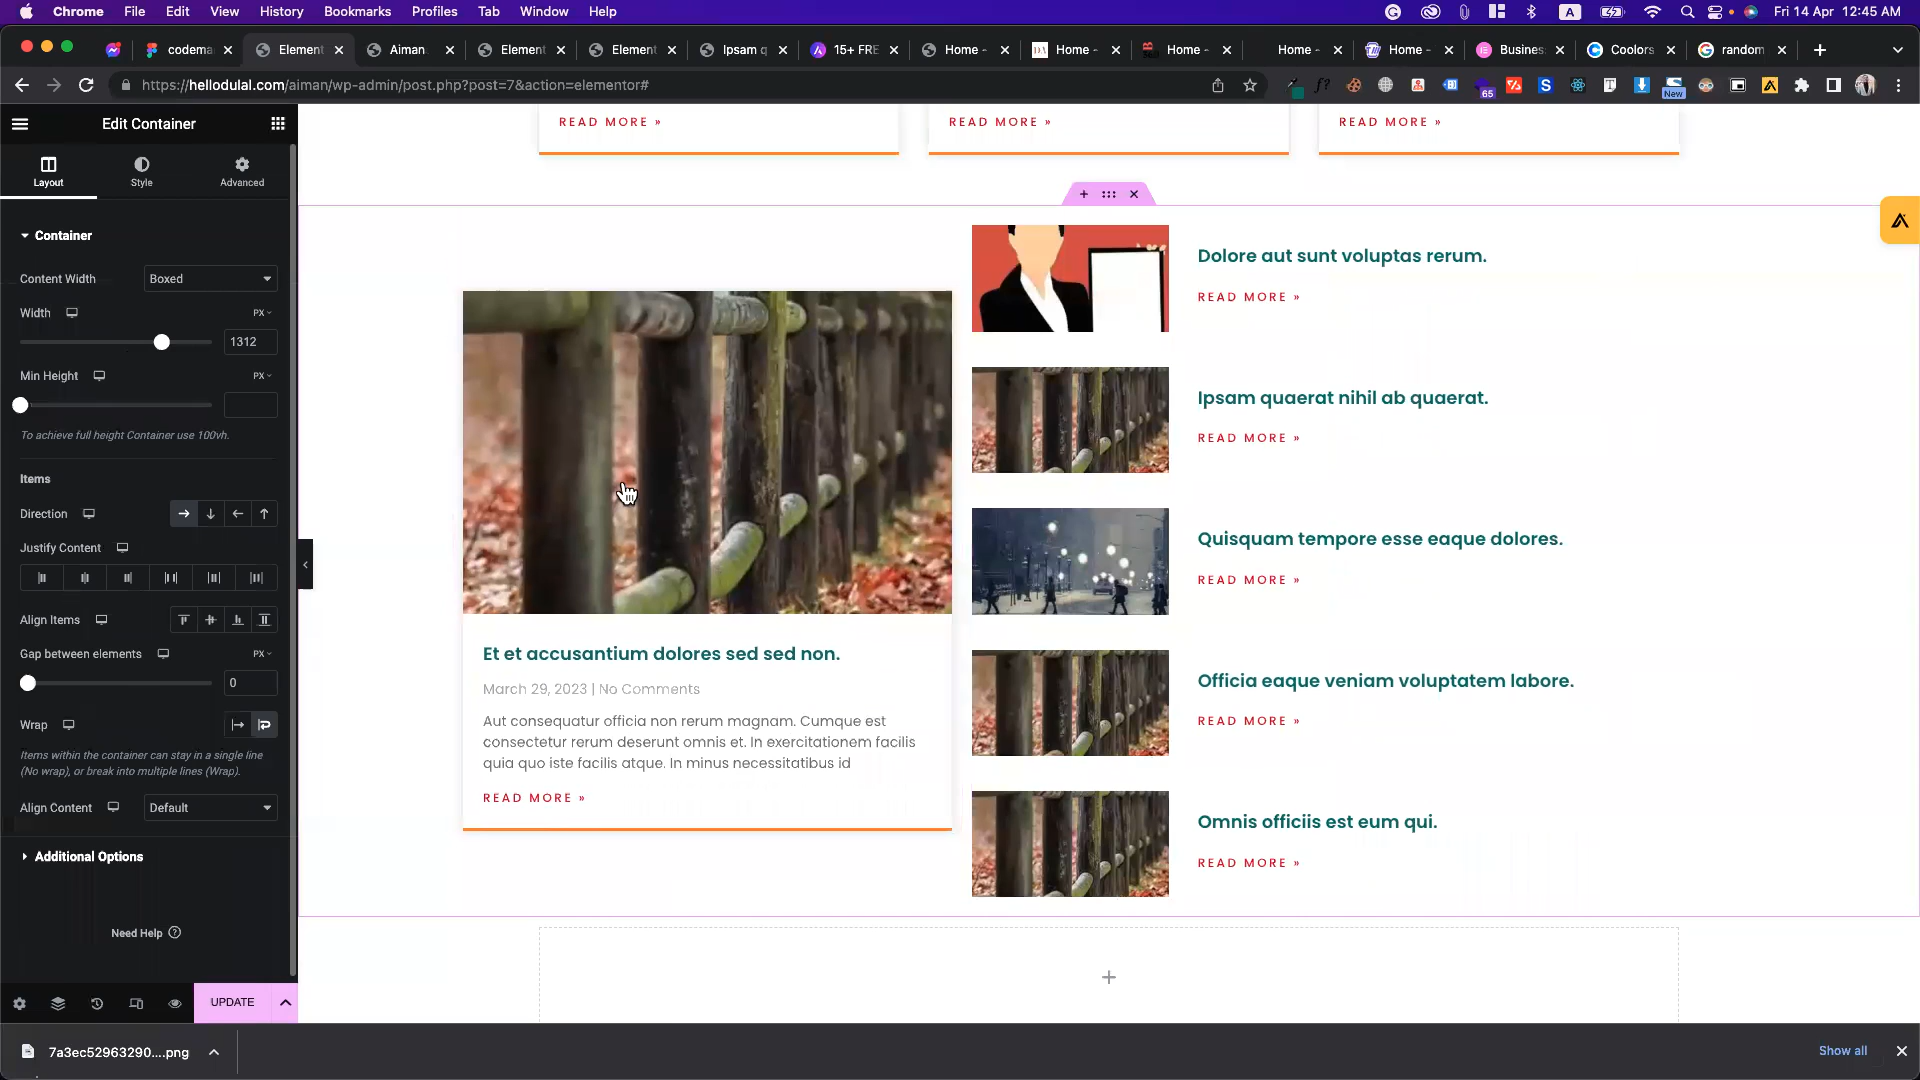 Chrome File Edit View History Bookmarks Profiles Tab Window Help
A
Fri 14 Apr 12:45 AM
codema
Element
Aiman
Element
Element
Ipsam q
15+ FRE
Home -
Home -
Home -
Home -
Home -
Busines
Coolors
random
https://hellodulal.com/aiman/wp-admin/post.php?post=7&action=elementor#
f?
65
S
T
New
Edit Container
Layout
Style
Advanced
Container
Content Width
Boxed
Width
PX
1312
Min Height
PX
To achieve full height Container use 100vh.
Items
Direction
Justify Content
Align Items
Gap between elements
PX
0
Wrap
Items within the container can stay in a single line
(No wrap), or break into multiple lines (Wrap).
Align Content
Default
Additional Options
Need Help
UPDATE
READ MORE »
READ MORE »
READ MORE »
Et et accusantium dolores sed sed non.
March 29, 2023 | No Comments
Aut consequatur officia non rerum magnam. Cumque est
consectetur rerum deserunt omnis et. In exercitationem facilis
quia quo iste facilis atque. In minus necessitatibus id
READ MORE »
Dolore aut sunt voluptas rerum.
READ MORE »
Ipsam quaerat nihil ab quaerat.
READ MORE »
Quisquam tempore esse eaque dolores.
READ MORE »
Officia eaque veniam voluptatem labore.
READ MORE »
Omnis officiis est eum qui.
READ MORE »
7a3ec52963290....png
Show all